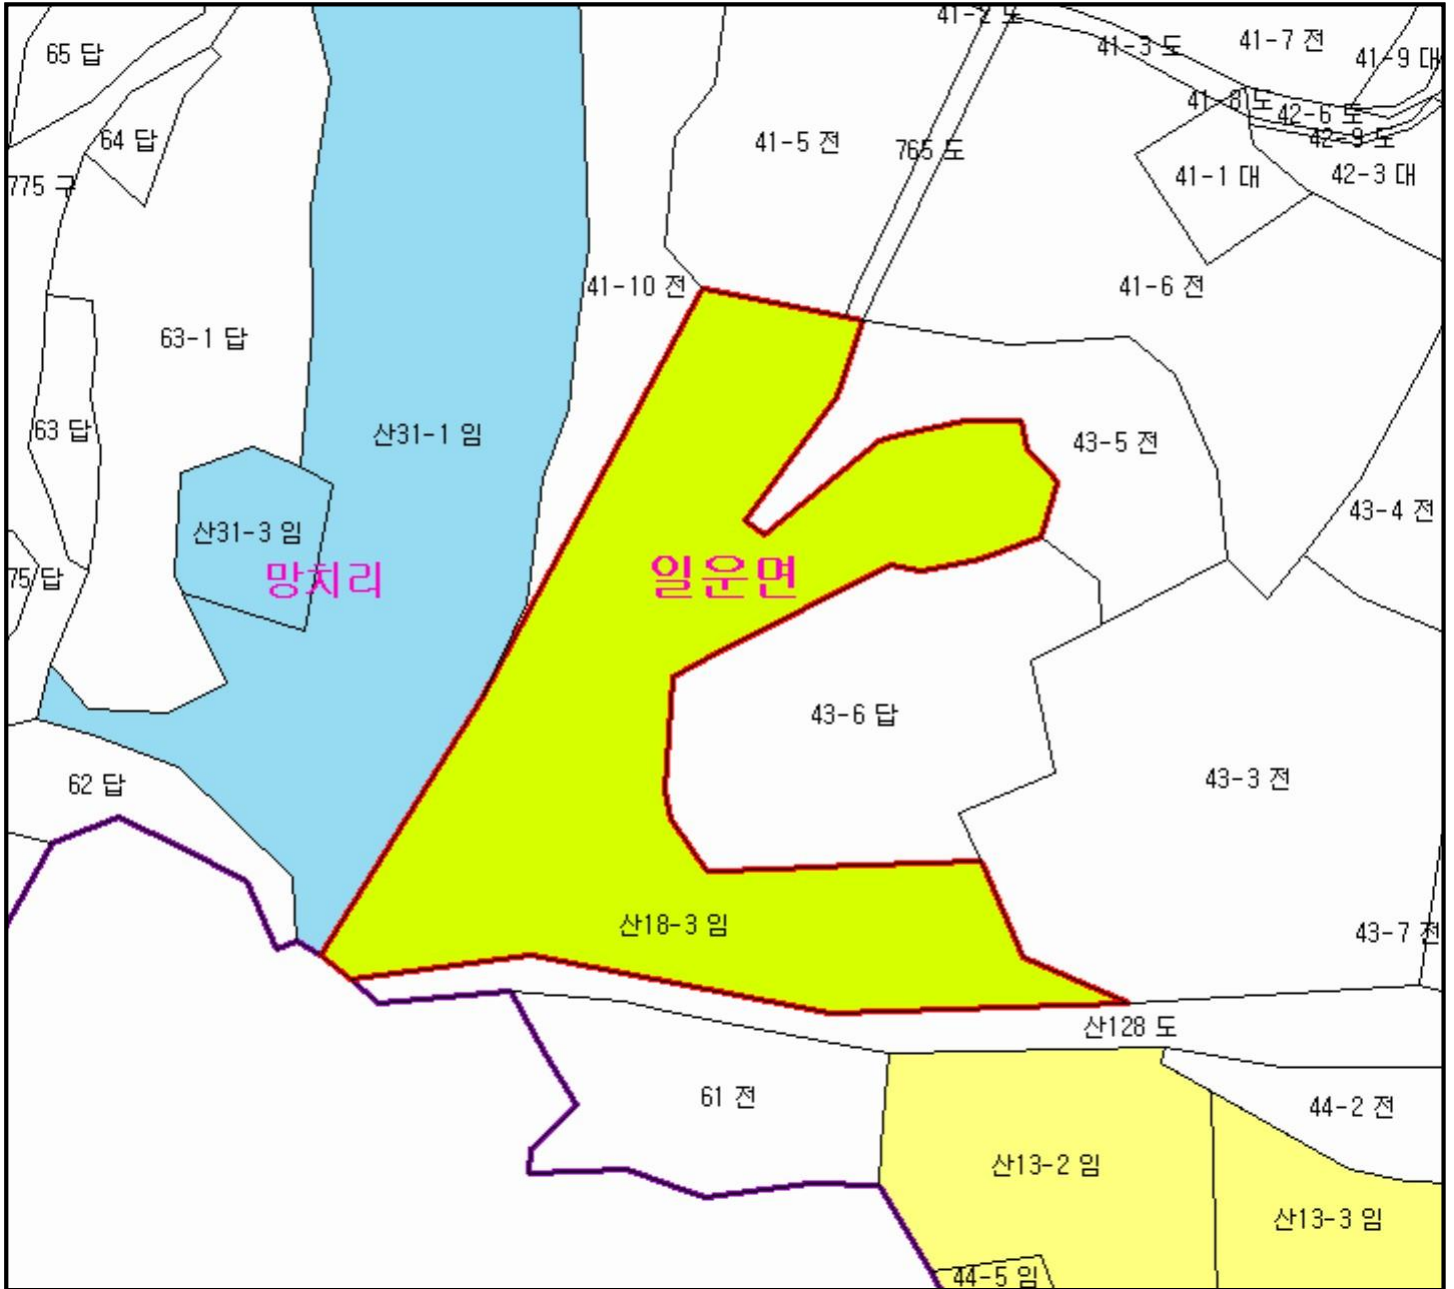 41-2 도
65 답
41-3 도
41-7 전
41-9 대
41-8 도
42-6 도
64 답
41-5 전
765 도
42-9 도
775 구
41-1 대
42-3 대
41-10 전
41-6 전
63-1 답
63 답
산31-1 임
43-5 전
43-4 전
산31-3 임
75 답
망치리
일운면
43-6 답
62 답
43-3 전
산18-3 임
43-7 전
산128 도
61 전
44-2 전
산13-2 임
산13-3 임
44-5 임